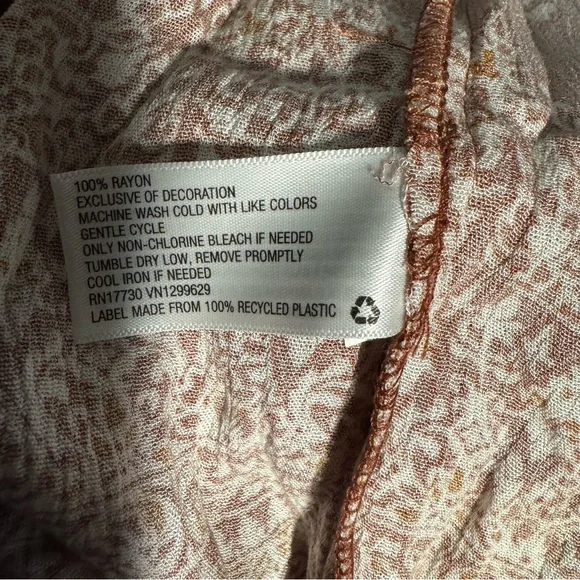 100% RAYON
EXCLUSIVE OF DECORATION
MACHINE WASH COLD WITH LIKE COLORS
GENTLE CYCLE
ONLY NON-CHLORINE BLEACH IF NEEDED
TUMBLE DRY LOW, REMOVE PROMPTLY
COOL IRON IF NEEDED
RN17730 VN1299629
LABEL MADE FROM 100% RECYCLED PLASTIC